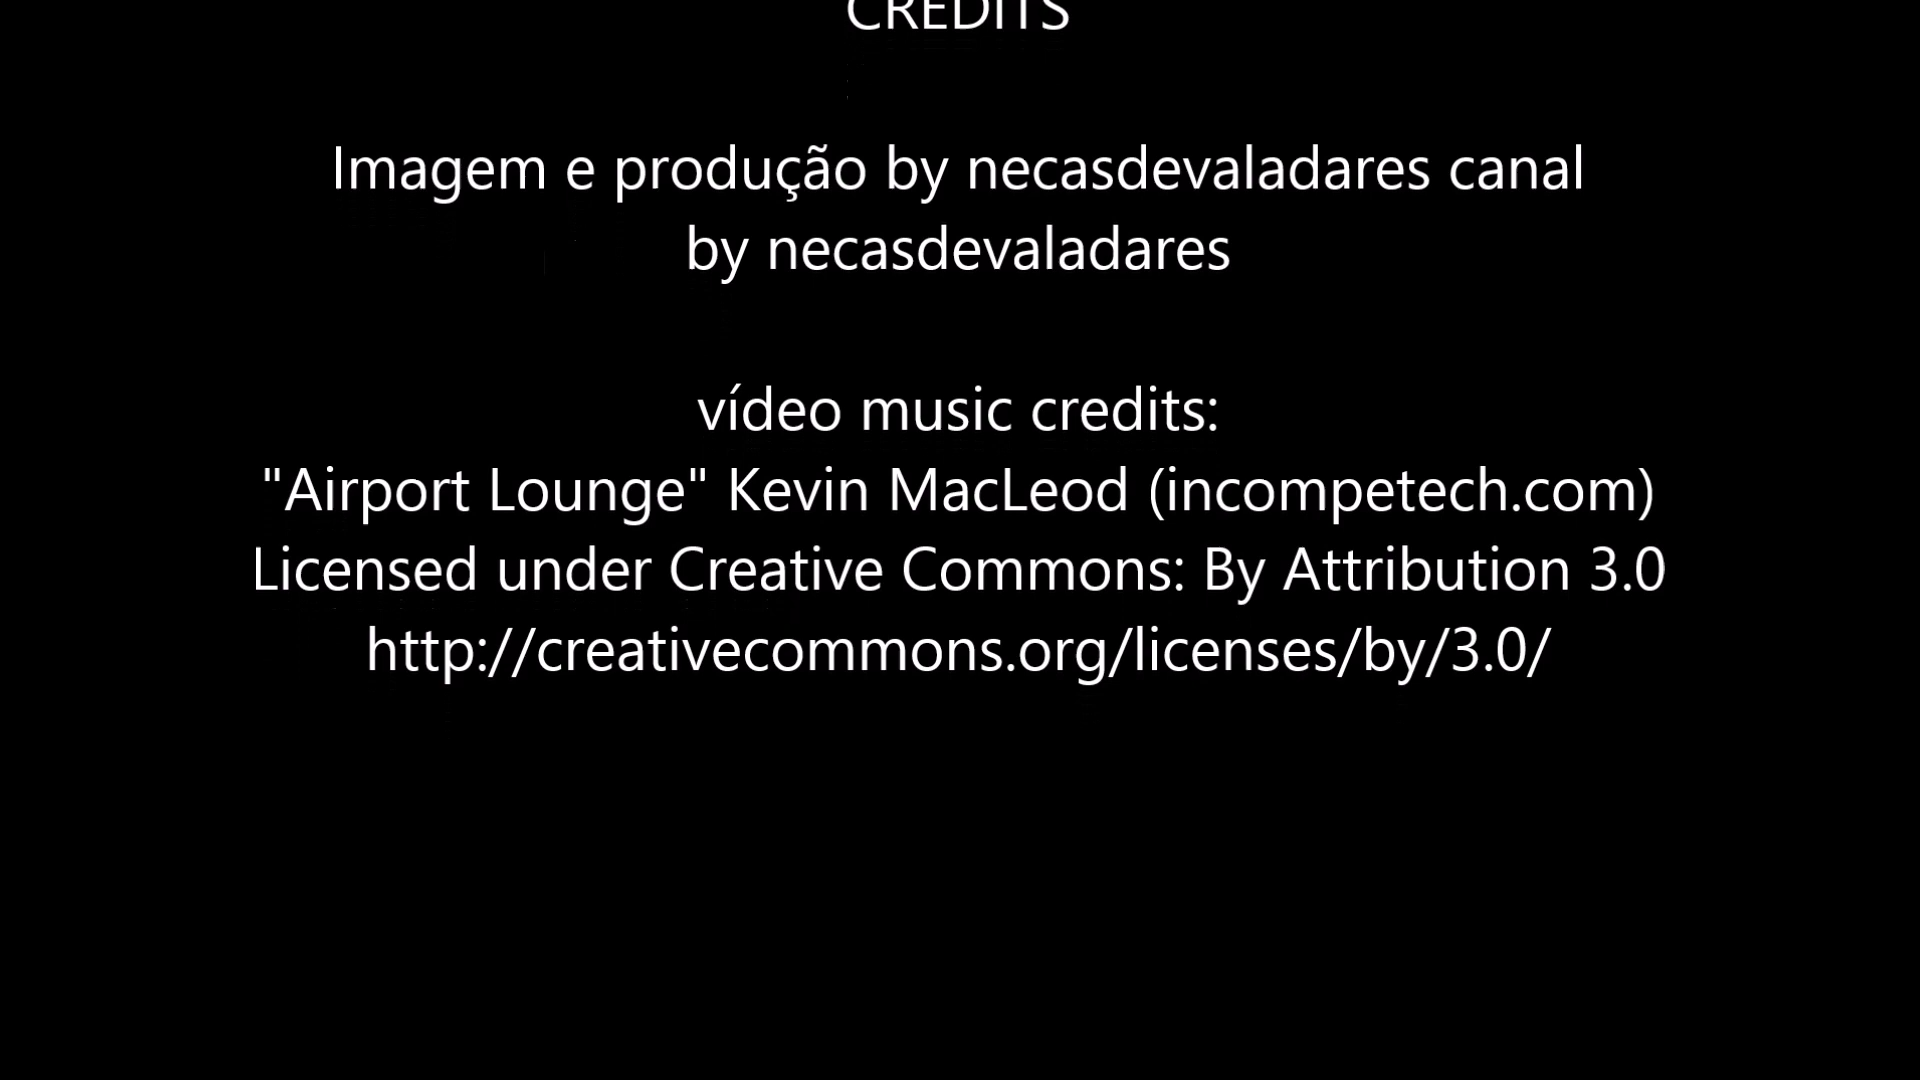 CREDITS
Imagem e produção by necasdevaladares canal
by necasdevaladares
vídeo music credits:
"Airport Lounge" Kevin MacLeod (incompetech.com)
Licensed under Creative Commons: By Attribution 3.0
http://creativecommons.org/licenses/by/3.0/